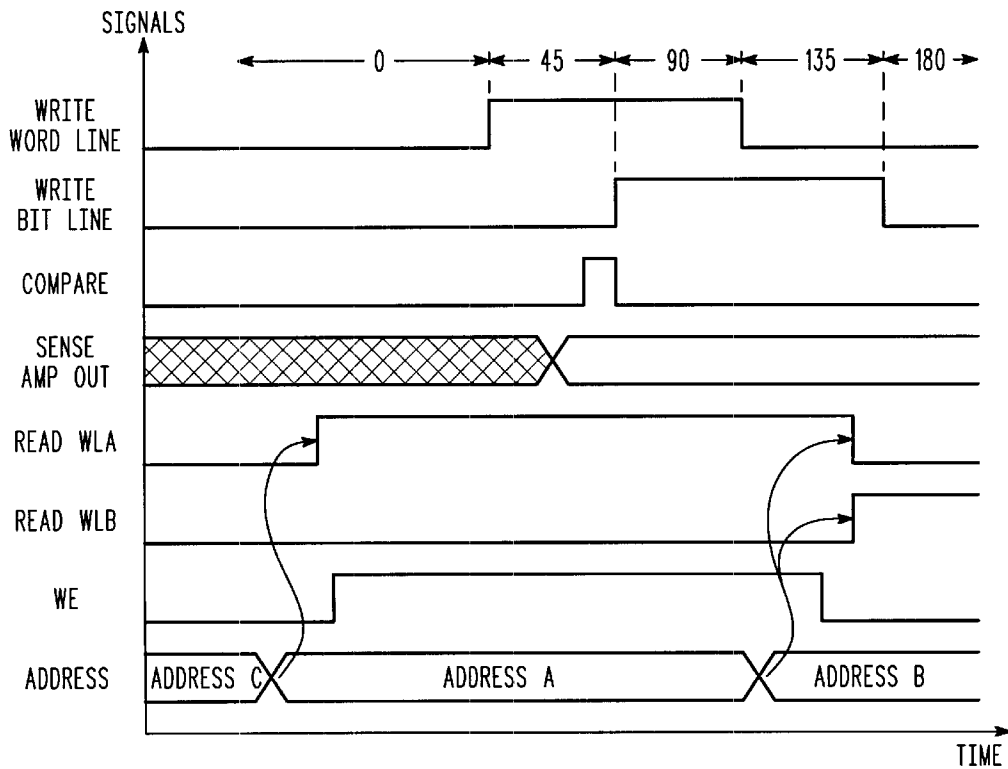 SIGNALS
0 45 90 135 180
WRITE
WORD LINE
WRITE
BIT LINE
COMPARE
SENSE
AMP OUT
READ WLA
READ WLB
WE
ADDRESS ADDRESS C ADDRESS A ADDRESS B
TIME